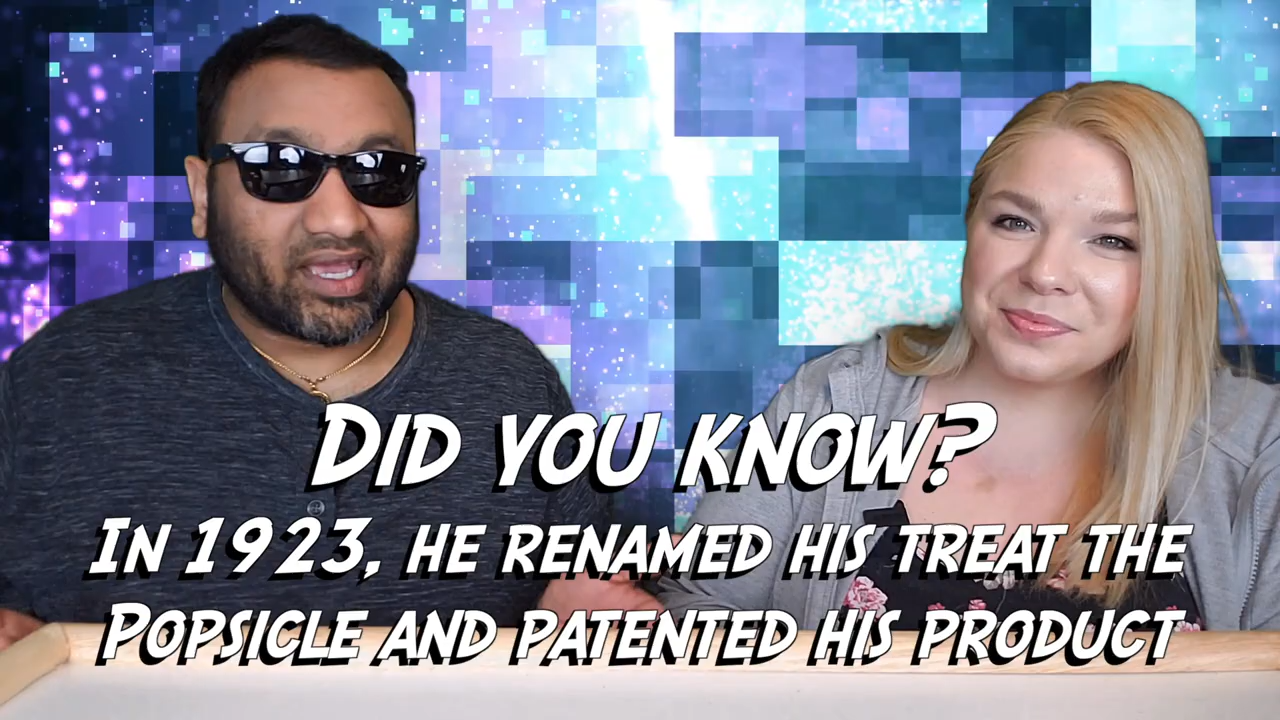 Did you know?
In 1923, he renamed his treat the
Popsicle and patented his product